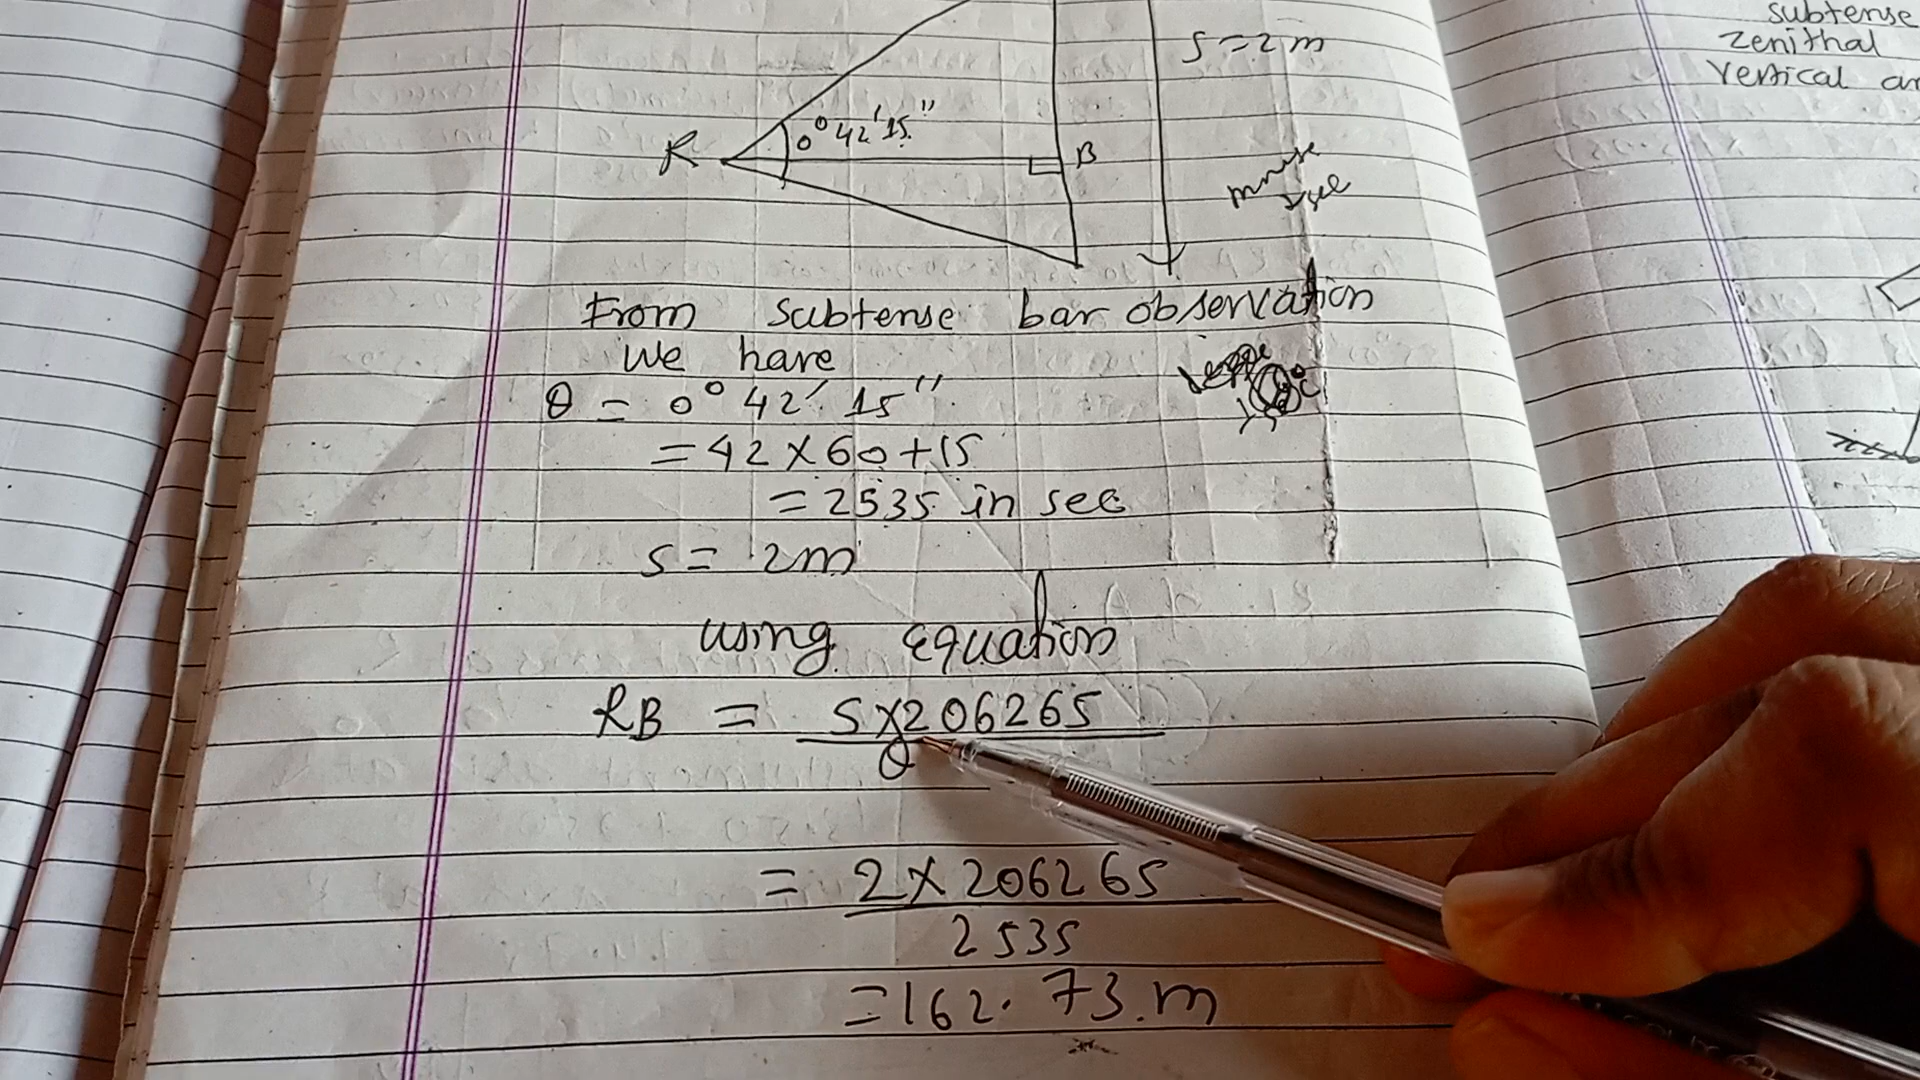 subtense
zenithal
vertical
S = 2 m
0° 42' 15"
R
B
From subtense bar observation
we have
θ = 0° 42' 15"
= 42 × 60 + 15
= 2535 in sec
S = 2m
using equation
RB = S × 206265
θ
= 2 × 206265
2535
= 162.73.m